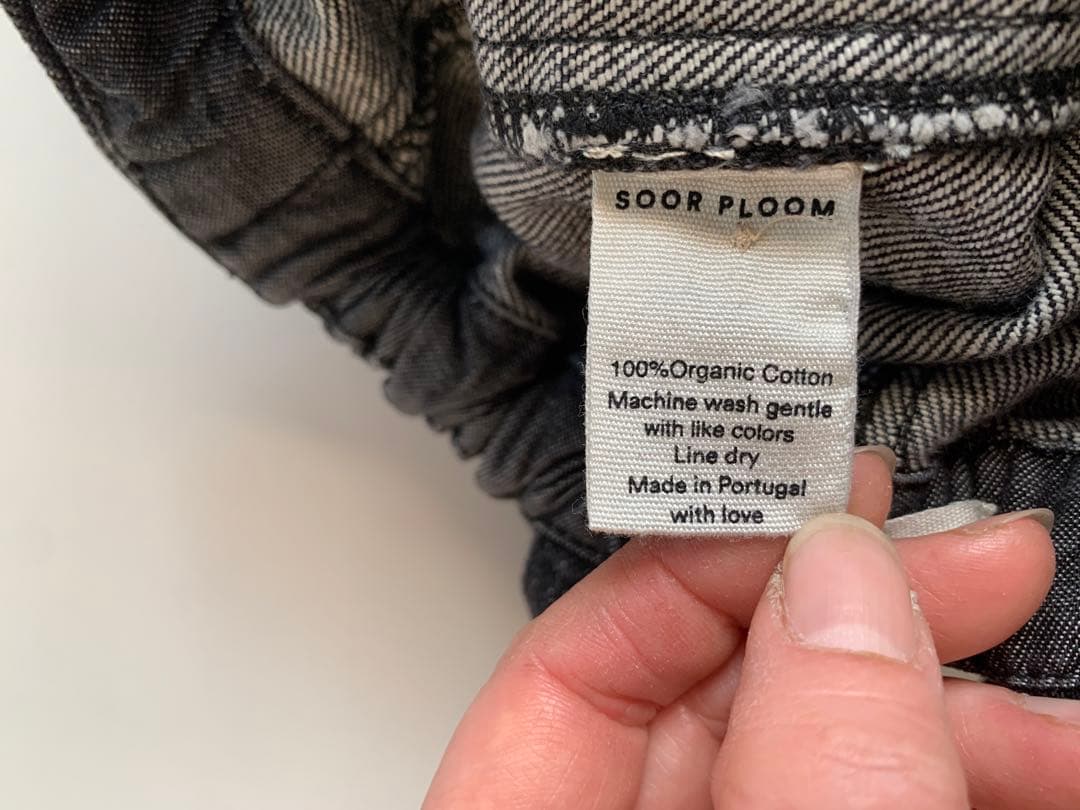 SOOR PLOOM
100%Organic Cotton
Machine wash gentle
with like colors
Line dry
Made in Portugal
with love